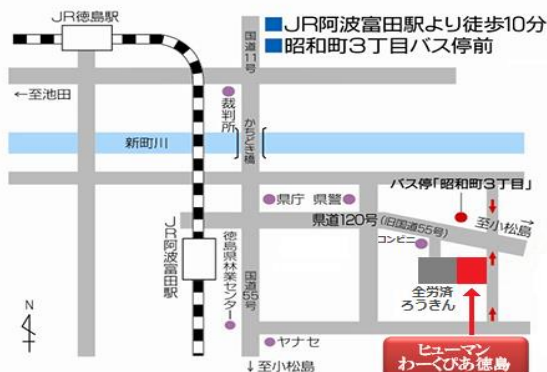 ■JR阿波富田駅より徒歩10分
■昭和町3丁目バス停前
JR徳島駅
国道11号
←至池田
裁判所
かちどき橋
新町川
バス停「昭和町3丁目」
県庁 県警
至小松島→
県道120号(旧国道55号)
コンビニ
JR阿波富田駅
徳島県林業センター
国道55号
全労済
ろうきん
N
ヤナセ
↓至小松島
ヒューマン
わーくぴあ徳島